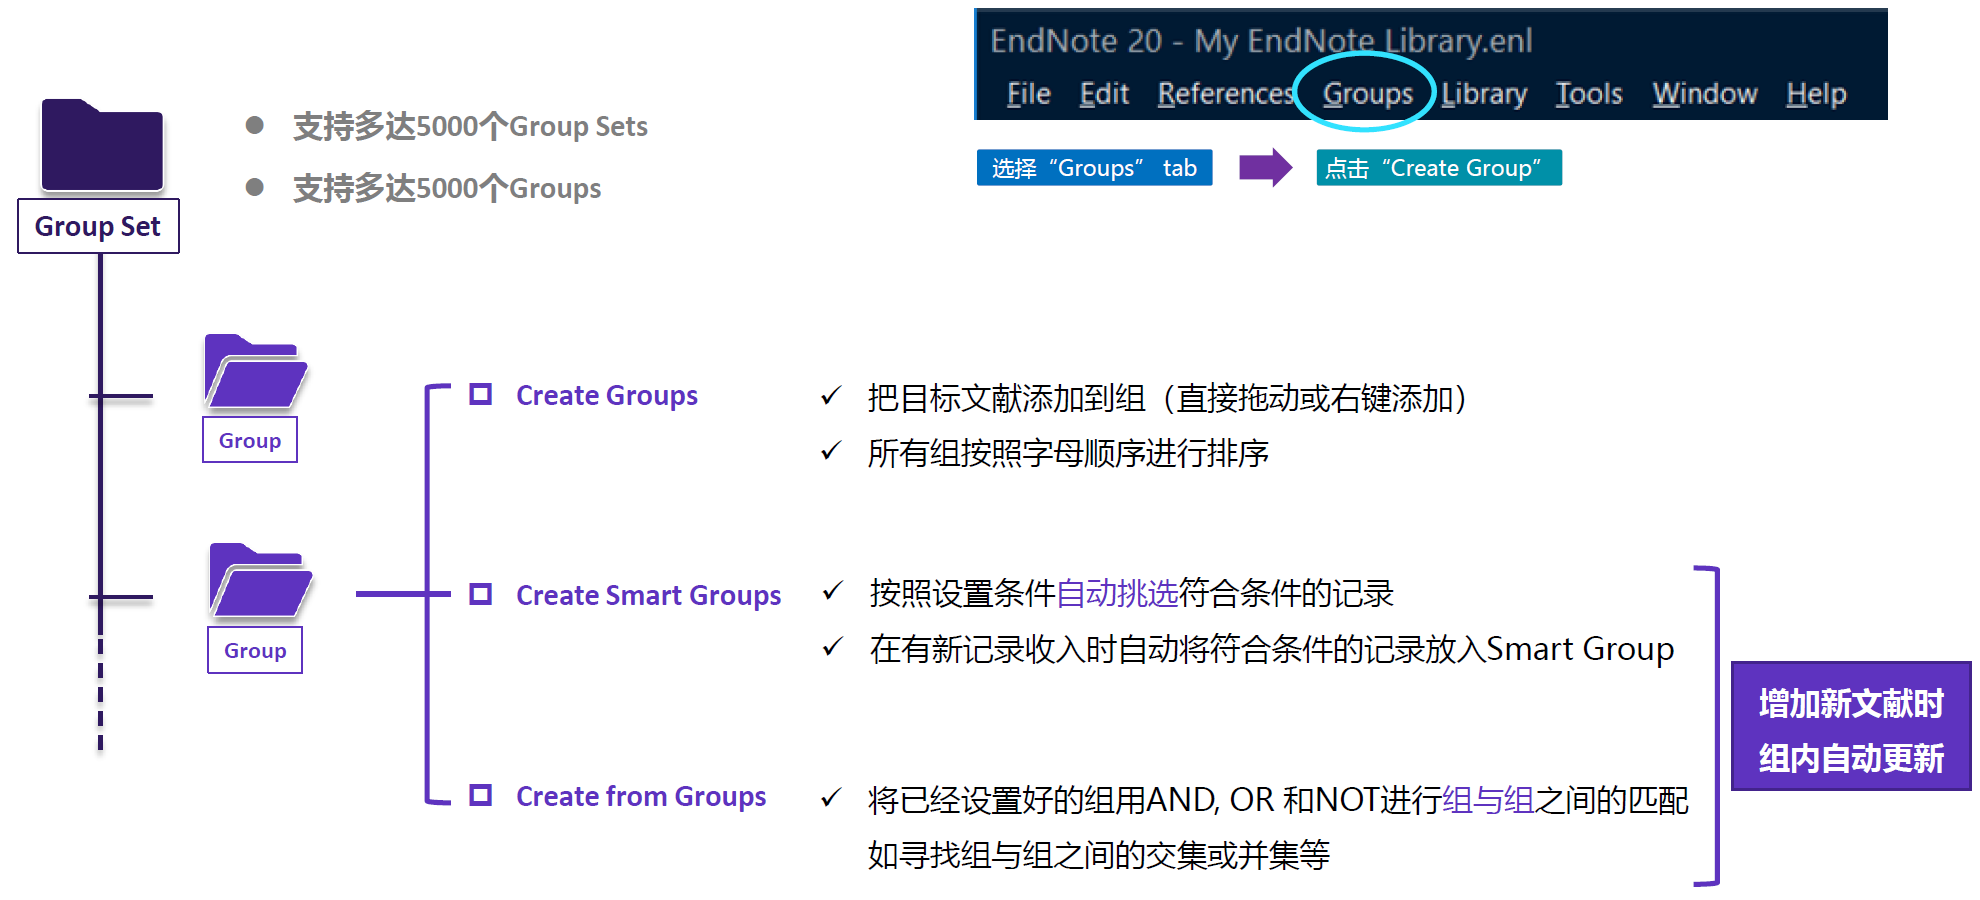 EndNote 20 - My EndNote Library.enl
File Edit References Groups Library Tools Window Help
选择“Groups” tab
点击“Create Group”
支持多达5000个Group Sets
支持多达5000个Groups
Group Set
Group
Create Groups
把目标文献添加到组（直接拖动或右键添加）
所有组按照字母顺序进行排序
Group
Create Smart Groups
按照设置条件自动挑选符合条件的记录
在有新记录收入时自动将符合条件的记录放入Smart Group
Create from Groups
将已经设置好的组用AND, OR 和NOT进行组与组之间的匹配
如寻找组与组之间的交集或并集等
增加新文献时
组内自动更新